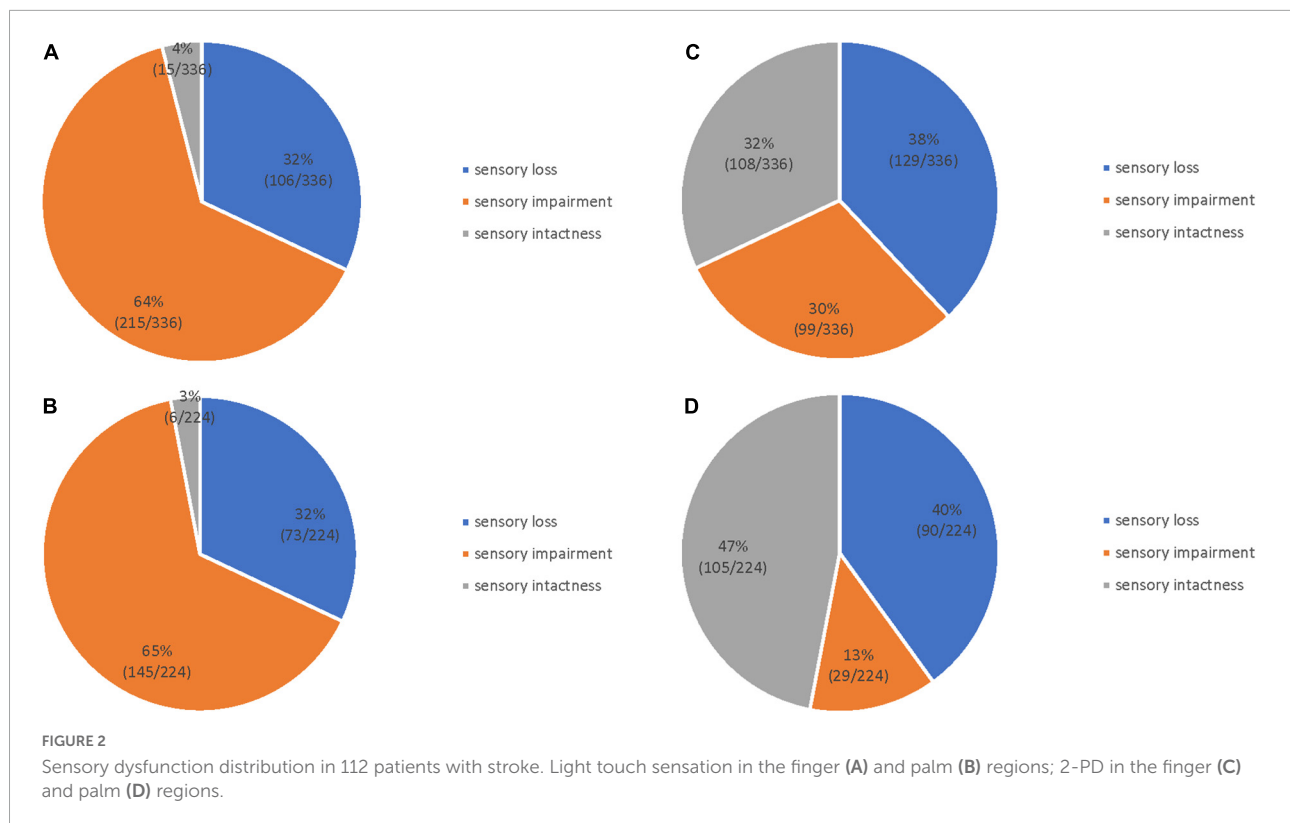 A
4%
(15/336)
32%
(106/336)
64%
(215/336)
sensory loss
sensory impairment
sensory intactness
C
32%
(108/336)
38%
(129/336)
30%
(99/336)
sensory loss
sensory impairment
sensory intactness
B
3%
(6/224)
32%
(73/224)
65%
(145/224)
sensory loss
sensory impairment
sensory intactness
D
47%
(105/224)
40%
(90/224)
13%
(29/224)
sensory loss
sensory impairment
sensory intactness
FIGURE 2
Sensory dysfunction distribution in 112 patients with stroke. Light touch sensation in the finger (A) and palm (B) regions; 2-PD in the finger (C)
and palm (D) regions.